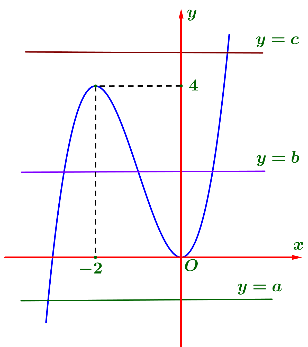 y
y = c
4
y = b
x
−2
O
y = a